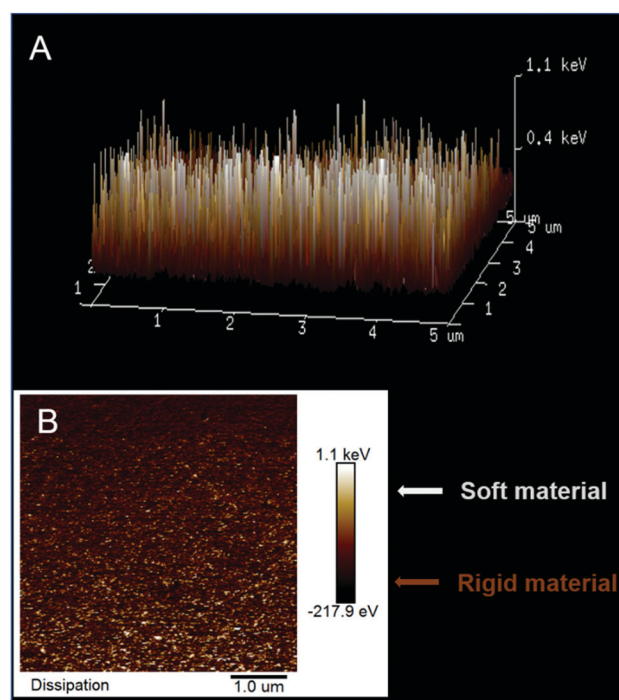 A
1.1 keV
0.4 keV
5 um
5 um
4
3
2
1
2
1
1
2
3
4
5 um
B
1.1 keV
Soft material
Rigid material
-217.9 eV
Dissipation
1.0 um